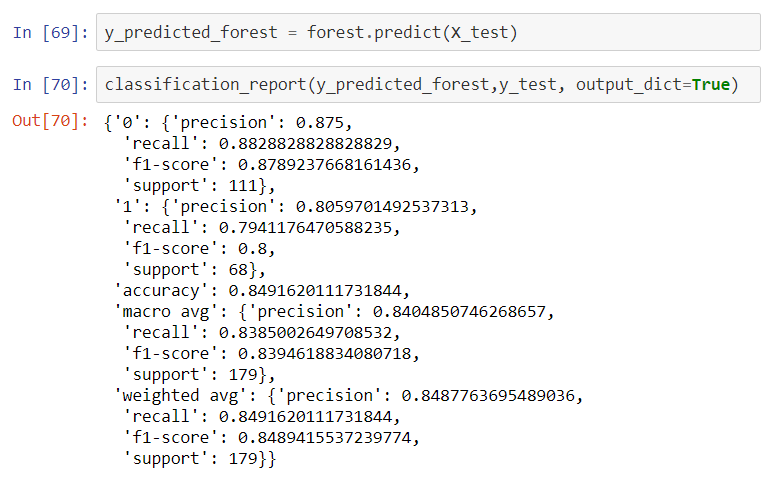 In [69]: y_predicted_forest = forest.predict(X_test)
In [70]: classification_report(y_predicted_forest,y_test, output_dict=True)
Out[70]: {'0': {'precision': 0.875,
'recall': 0.8828828828828829,
'f1-score': 0.8789237668161436,
'support': 111},
'1': {'precision': 0.8059701492537313,
'recall': 0.7941176470588235,
'f1-score': 0.8,
'support': 68},
'accuracy': 0.8491620111731844,
'macro avg': {'precision': 0.8404850746268657,
'recall': 0.8385002649708532,
'f1-score': 0.8394618834080718,
'support': 179},
'weighted avg': {'precision': 0.8487763695489036,
'recall': 0.8491620111731844,
'f1-score': 0.8489415537239774,
'support': 179}}